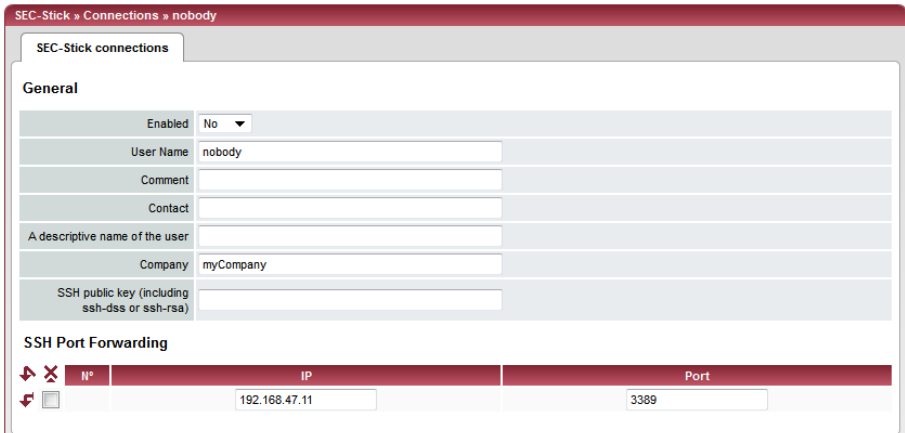 SEC-Stick » Connections » nobody
SEC-Stick connections
General
Enabled No
User Name nobody
Comment
Contact
A descriptive name of the user
Company myCompany
SSH public key (including
ssh-dss or ssh-rsa)
SSH Port Forwarding
Nº IP Port
192.168.47.11 3389